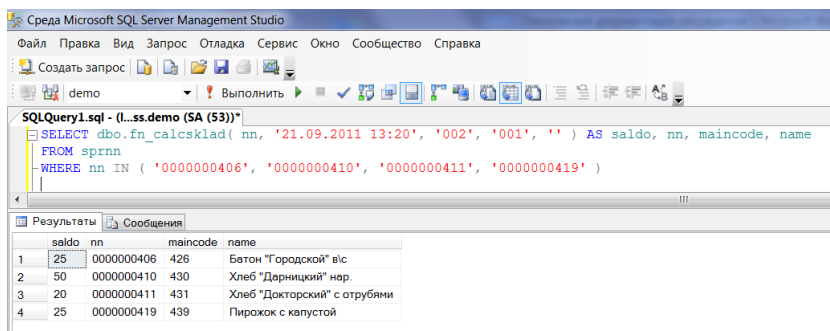 Среда Microsoft SQL Server Management Studio
Файл Правка Вид Запрос Отладка Сервис Окно Сообщество Справка
Создать запрос
demo Выполнить
SQLQuery1.sql - (l...ss.demo (SA (53))*
SELECT dbo.fn_calcsklad( nn, '21.09.2011 13:20', '002', '001', '' ) AS saldo, nn, maincode, name
FROM sprnn
WHERE nn IN ( '0000000406', '0000000410', '0000000411', '0000000419' )
Результаты Сообщения
saldo nn maincode name
1 25 0000000406 426 Батон "Городской" в\с
2 50 0000000410 430 Хлеб "Дарницкий" нар.
3 20 0000000411 431 Хлеб "Докторский" с отрубями
4 25 0000000419 439 Пирожок с капустой